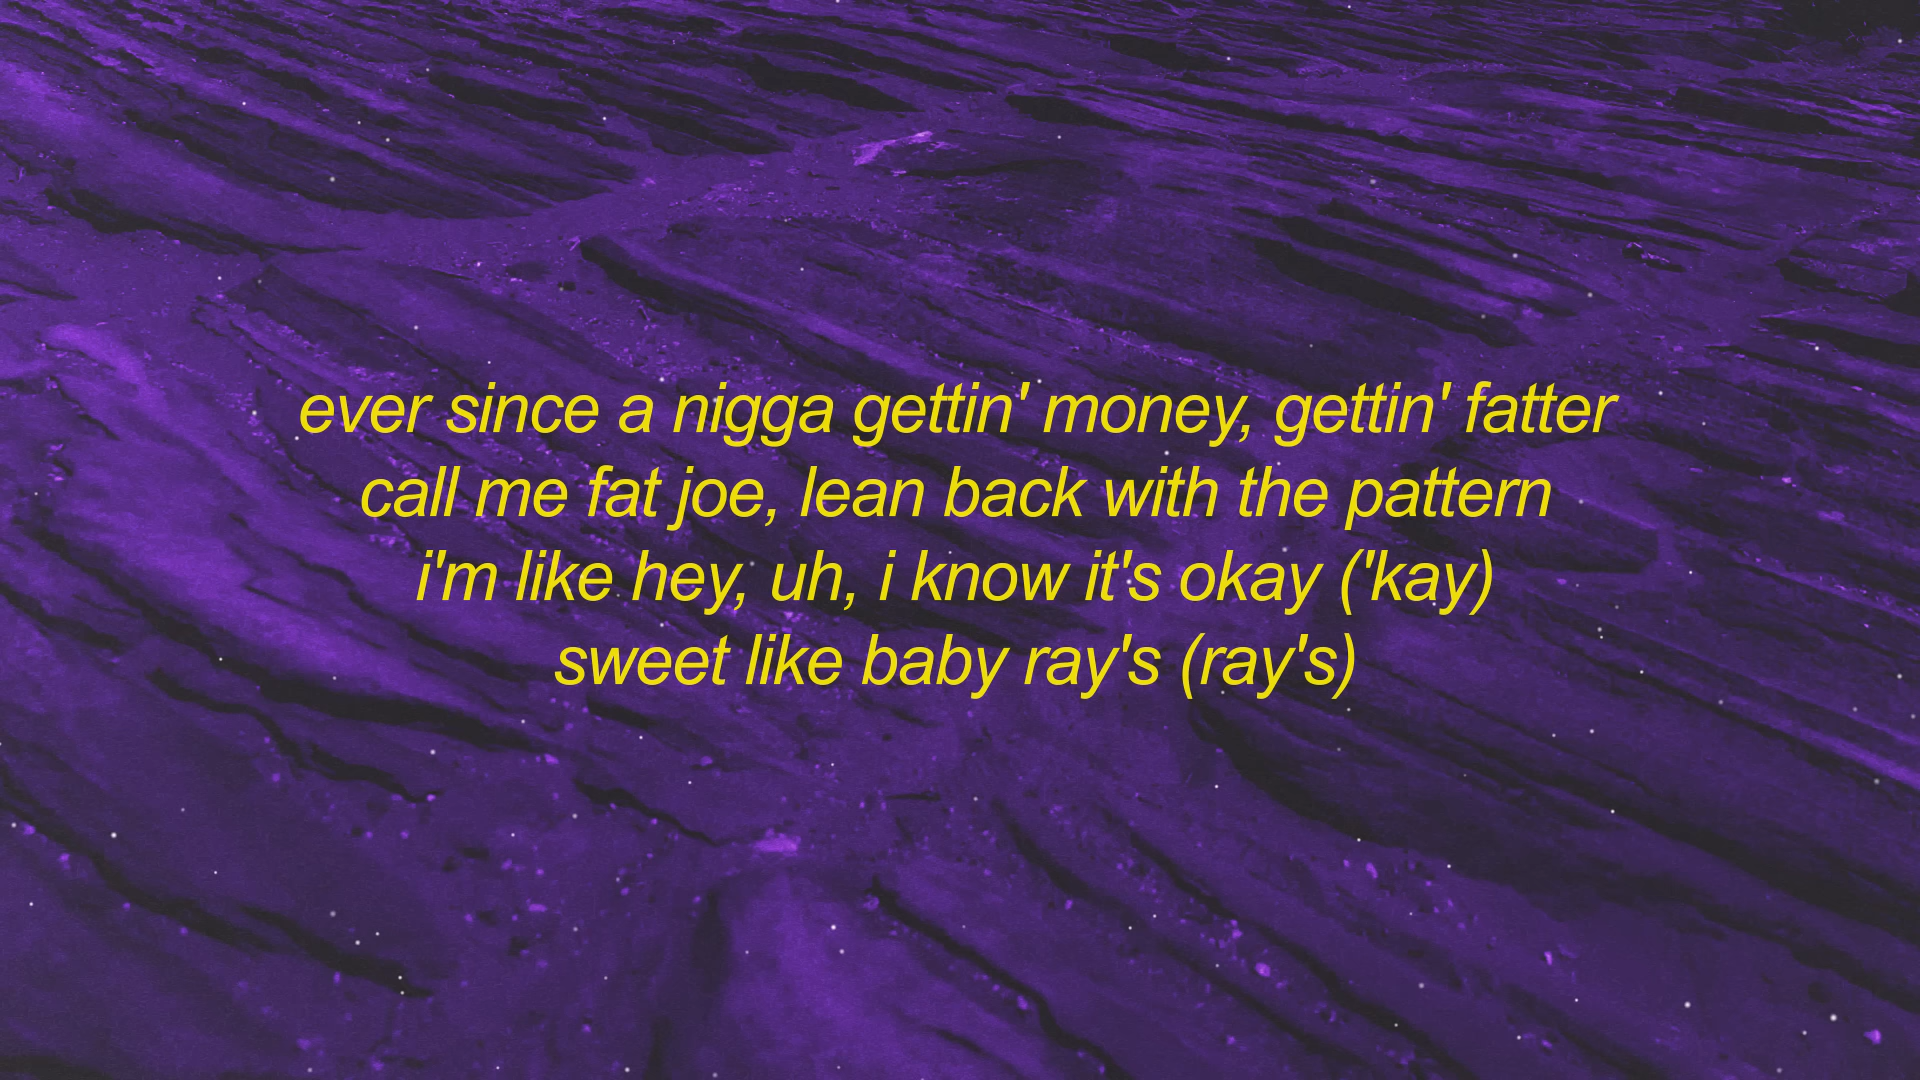 ever since a nigga gettin' money, gettin' fatter
call me fat joe, lean back with the pattern
i'm like hey, uh, i know it's okay ('kay)
sweet like baby ray's (ray's)